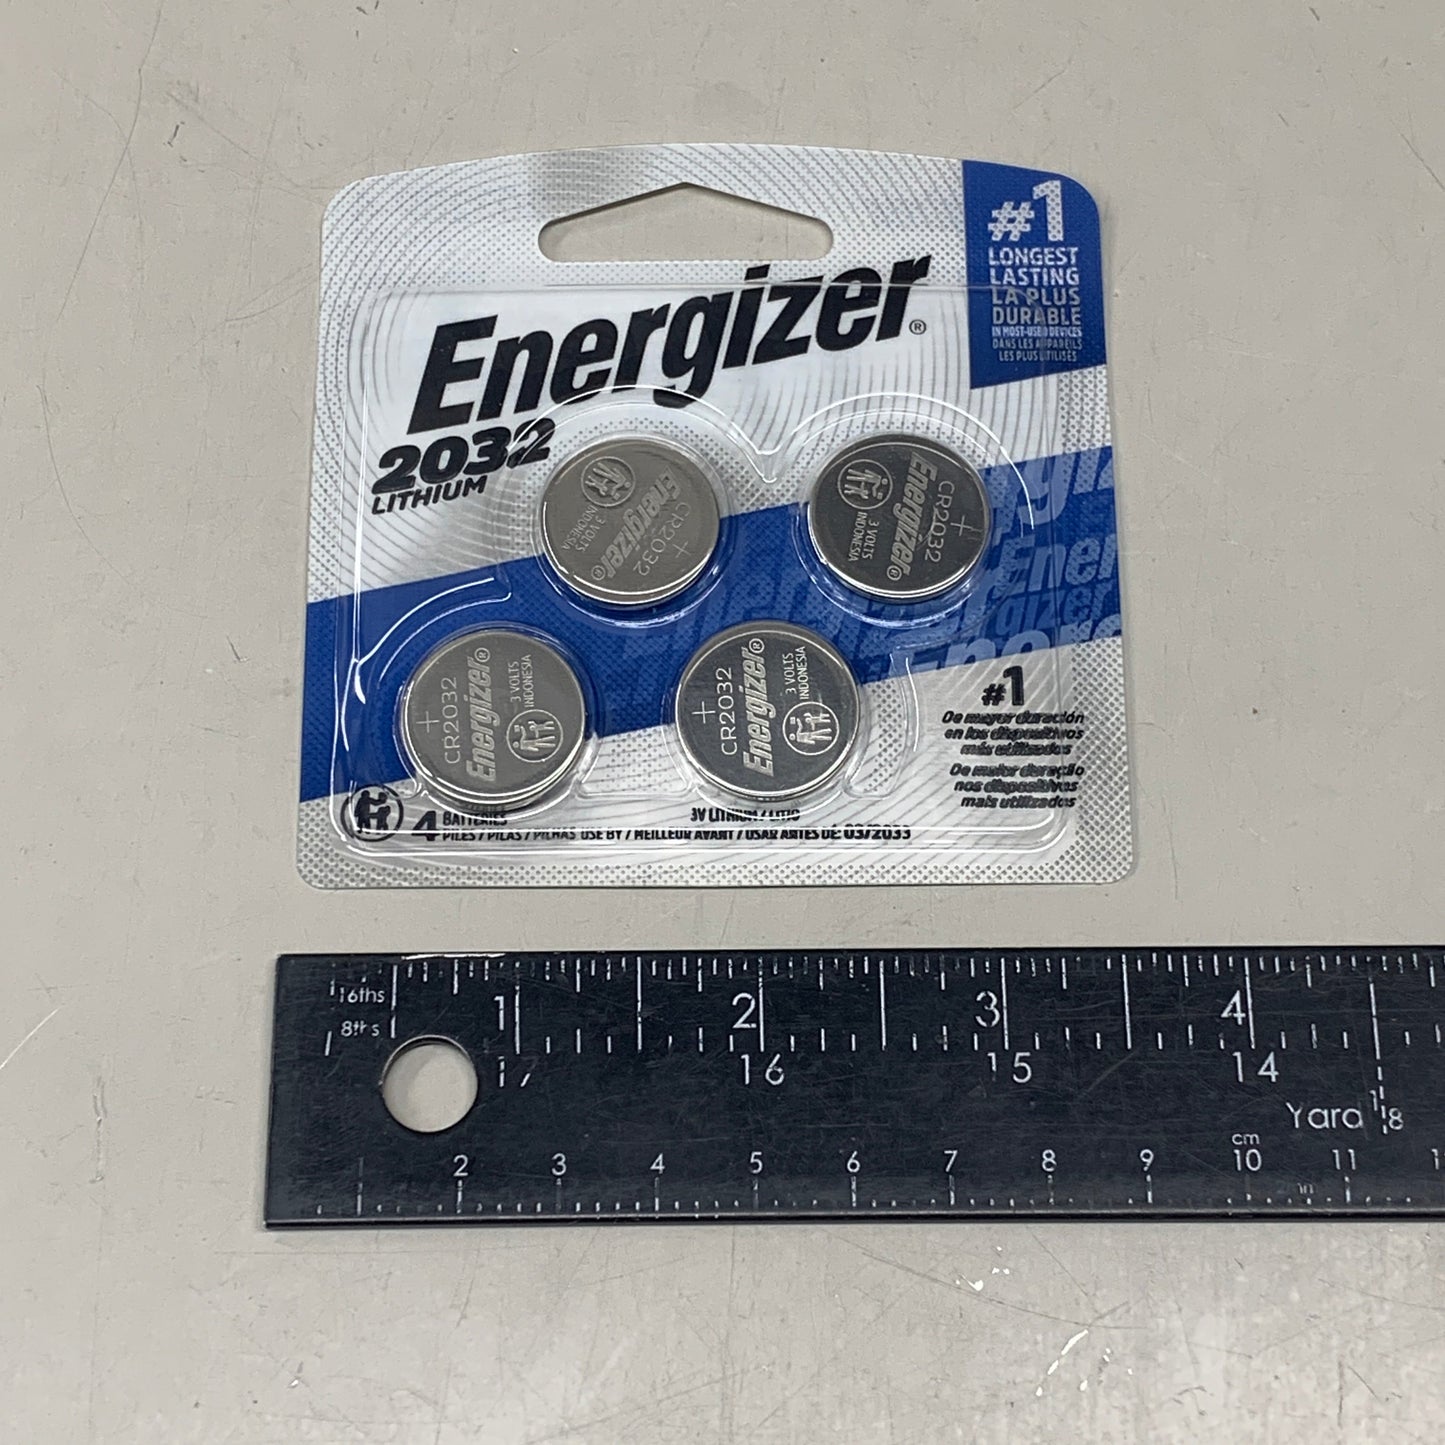 #1
LONGEST
LASTING
LA PLUS
DURABLE
IN MOST-USED DEVICES
DANS LES APPAREILS
LES PLUS UTILISÉS
Energizer®
2032
LITHIUM
CR2032
Energizer®
3 VOLTS
INDONESIA
+
CR2032
Energizer®
3 VOLTS
INDONESIA
+
CR2032
Energizer®
3 VOLTS
INDONESIA
+
CR2032
Energizer®
3 VOLTS
INDONESIA
+
Energizer
#1
De mayor duración
en los dispositivos
más utilizados
De maior duração
nos dispositivos
mais utilizados
4 BATTERIES
PILES / PILAS / PILHAS
3V LITHIUM / LITIO
USE BY / MEILLEUR AVANT / USAR ANTES DE: 03/2033
16ths
8ths
1 2 3 4
17 16 15 14
Yard 1/8
cm
2 3 4 5 6 7 8 9 10 11